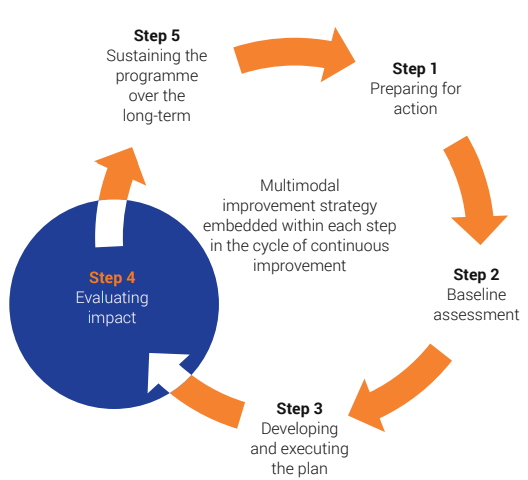 Step 5
Sustaining the
programme
over the
long-term
Step 1
Preparing for
action
Multimodal
improvement strategy
embedded within each step
in the cycle of continuous
improvement
Step 2
Baseline
assessment
Step 4
Evaluating
impact
Step 3
Developing
and executing
the plan